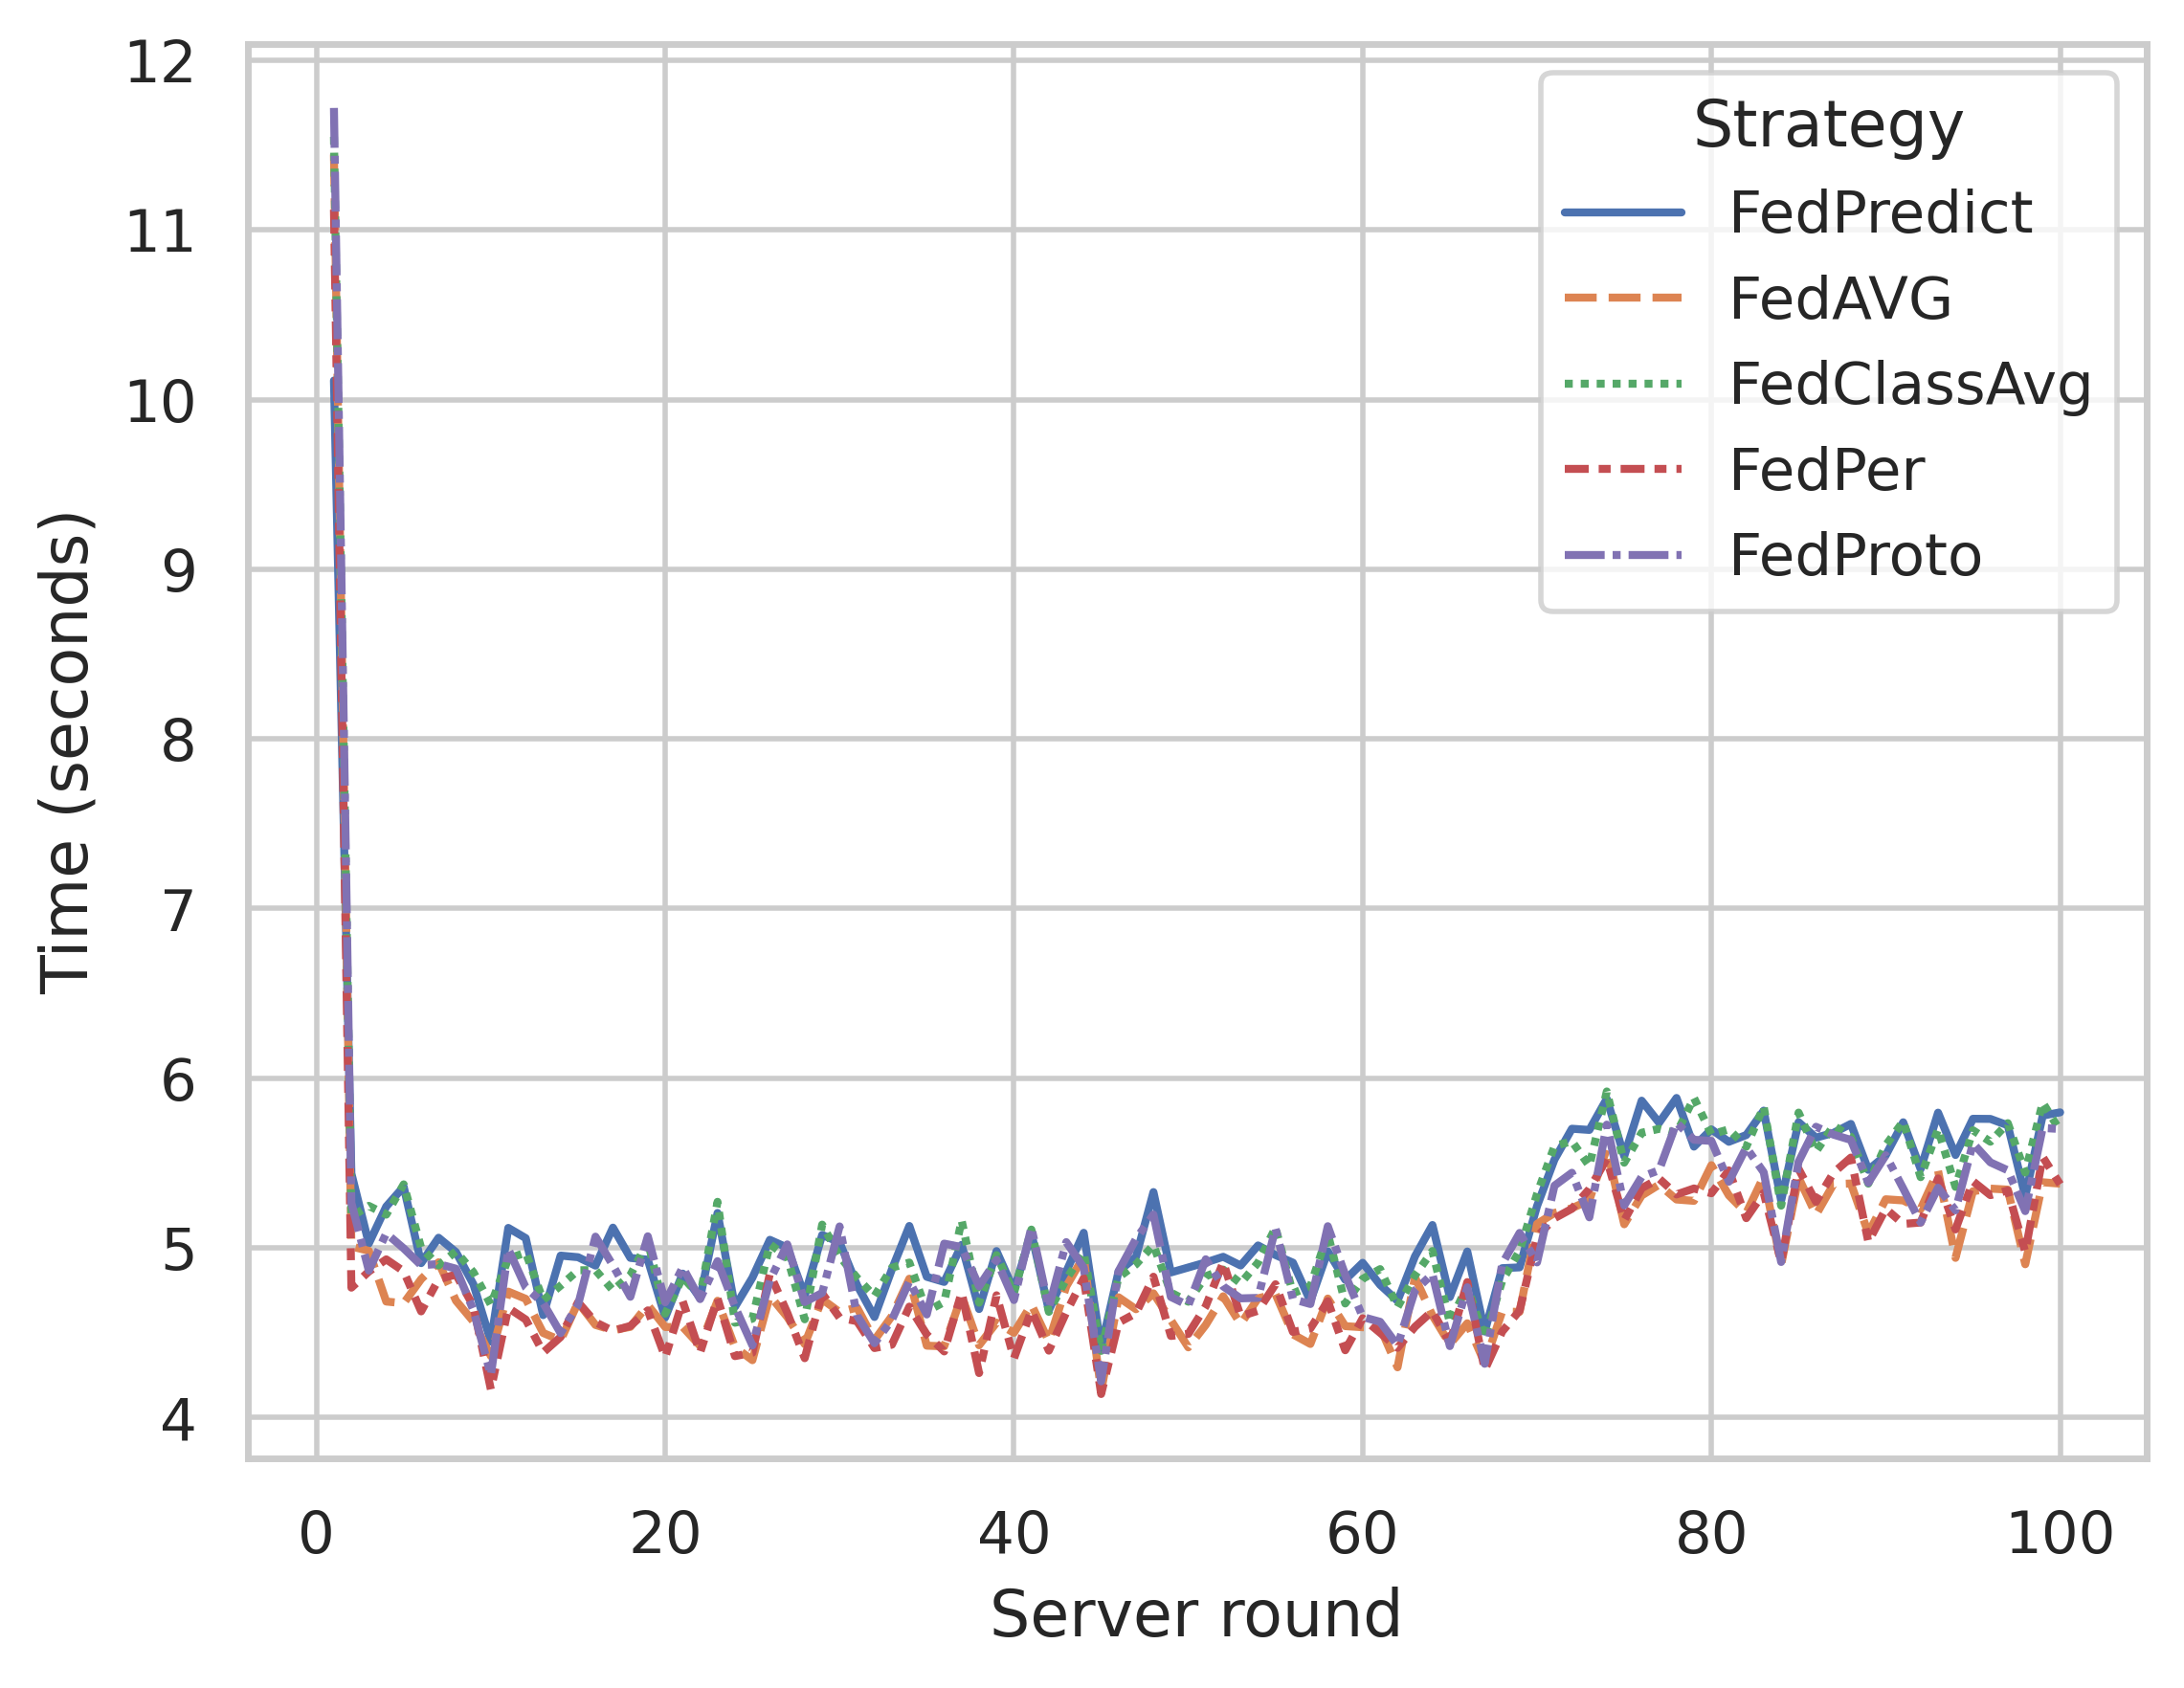 12
11
10
9
8
7
6
5
4
Time (seconds)
Strategy
FedPredict
FedAVG
FedClassAvg
FedPer
FedProto
0 20 40 60 80 100
Server round